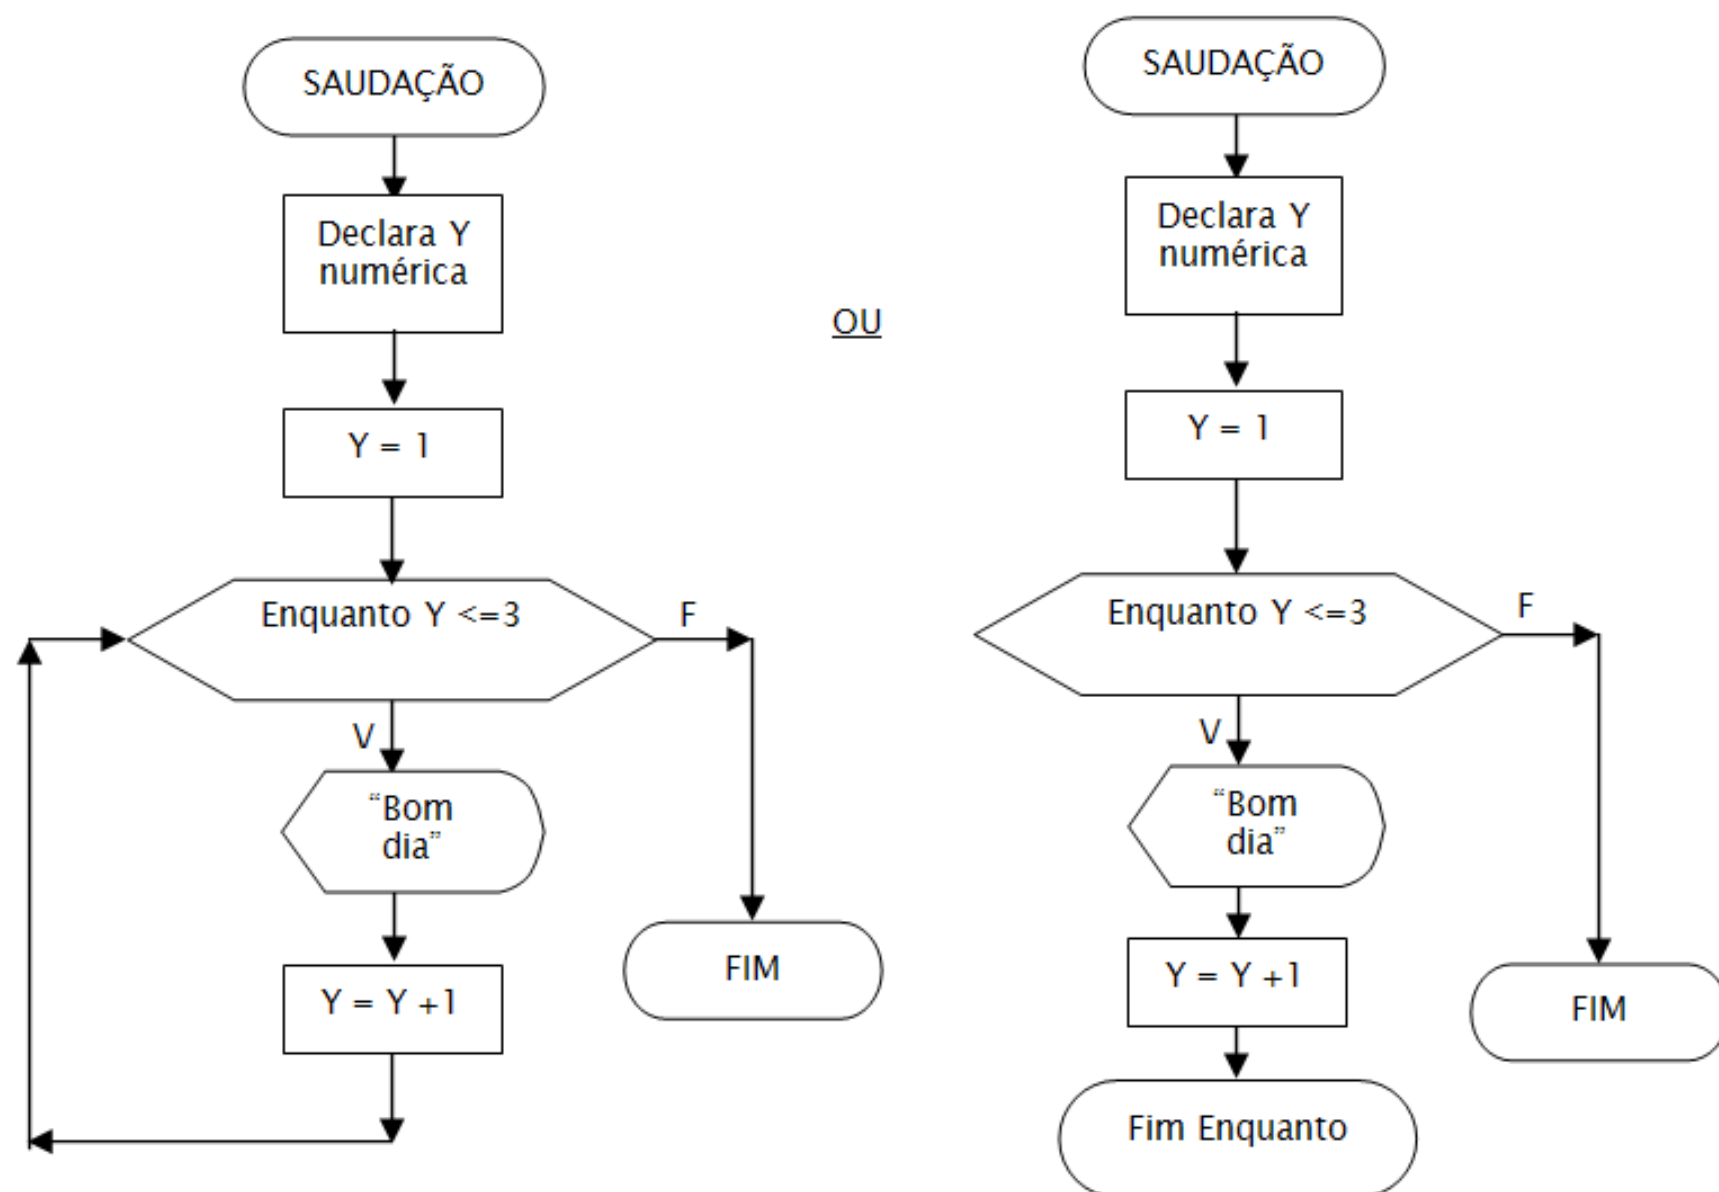 SAUDAÇÃO
Declara Y
numérica
Y = 1
Enquanto Y <=3
F
V
“Bom
dia”
Y = Y +1
FIM
OU
SAUDAÇÃO
Declara Y
numérica
Y = 1
Enquanto Y <=3
F
V
“Bom
dia”
Y = Y +1
FIM
Fim Enquanto